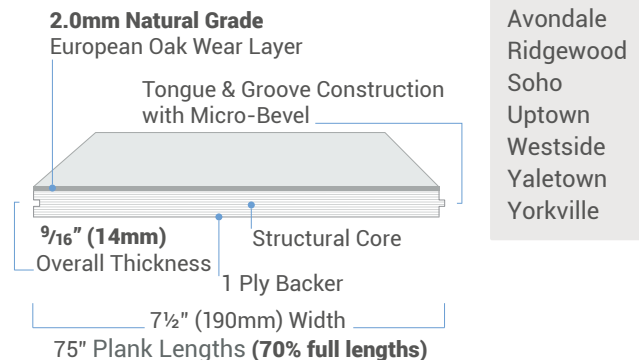 2.0mm Natural Grade
European Oak Wear Layer
Tongue & Groove Construction
with Micro-Bevel
9/16” (14mm)
Overall Thickness
Structural Core
1 Ply Backer
7½” (190mm) Width
75” Plank Lengths (70% full lengths)
Avondale
Ridgewood
Soho
Uptown
Westside
Yaletown
Yorkville